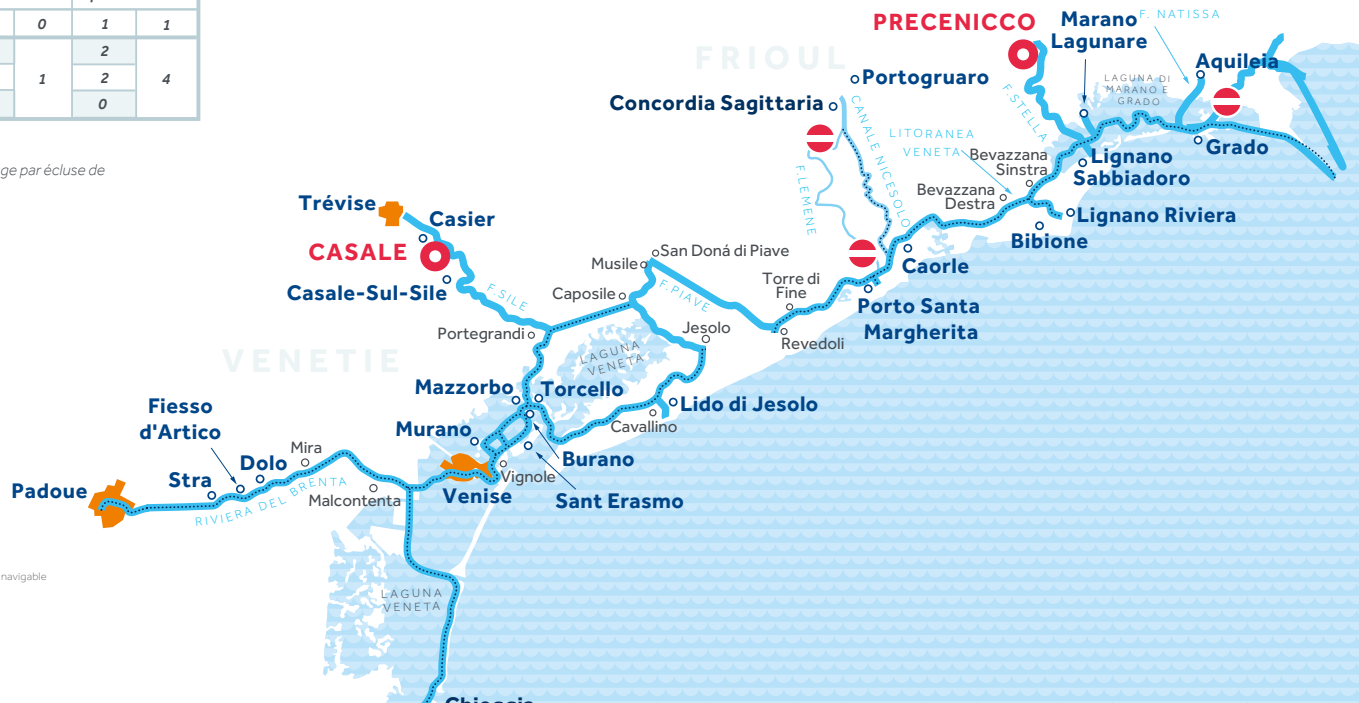 0 1 1
2
1 2 4
0
ge par écluse de
navigable
FRIOUL
VENETIE
PRECENICCO
Marano
Lagunare
F. NATISSA
Aquileia
LAGUNA DI
MARANO E
GRADO
Portogruaro
Concordia Sagittaria
CANALE NICESOLO
F.STELLA
LITORANEA
VENETA
Bevazzana
Sinstra
Bevazzana
Destra
Grado
Lignano
Sabbiadoro
Lignano Riviera
Bibione
F.LEMENE
Caorle
Trévise
Casier
CASALE
Casale-Sul-Sile
F.SILE
San Doná di Piave
Musile
Caposile
F.PIAVE
Torre di
Fine
Porto Santa
Margherita
Portegrandi
Jesolo
Revedoli
LAGUNA
VENETA
Mazzorbo
Torcello
Lido di Jesolo
Cavallino
Fiesso
d'Artico
Murano
Burano
Mira
Dolo
Stra
Padoue
Malcontenta
RIVIERA DEL BRENTA
Venise
Vignole
Sant Erasmo
LAGUNA
VENETA